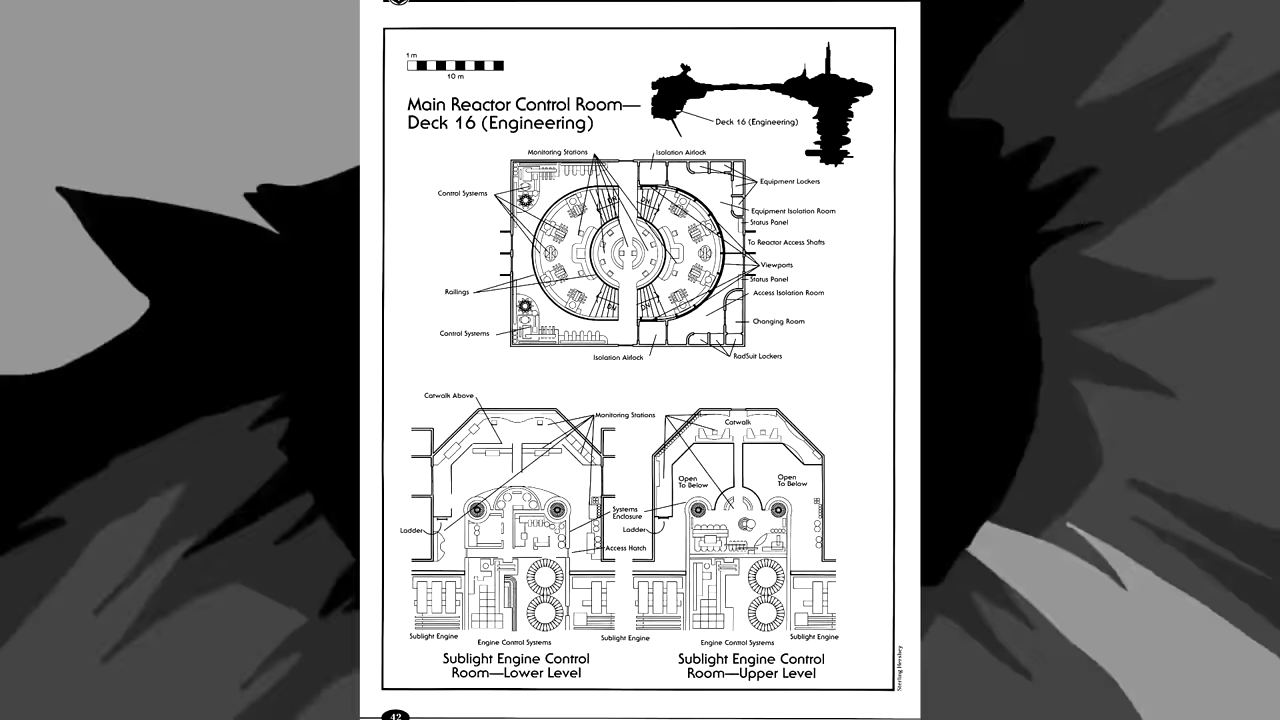 1 m
10 m
Main Reactor Control Room—
Deck 16 (Engineering)
Deck 16 (Engineering)
Monitoring Stations
Isolation Airlock
Control Systems
Equipment Lockers
Equipment Isolation Room
Status Panel
To Reactor Access Shafts
Viewports
Status Panel
Railings
Access Isolation Room
Changing Room
Control Systems
Isolation Airlock
RadSuit Lockers
DN
DN
DN
DN
Catwalk Above
Monitoring Stations
Catwalk
Open
To Below
Open
To Below
Systems
Enclosure
Ladder
Ladder
Access Hatch
Sublight Engine
Engine Control Systems
Sublight Engine
Engine Control Systems
Sublight Engine
Sublight Engine Control
Room—Lower Level
Sublight Engine Control
Room—Upper Level
Sterling Hershey
42